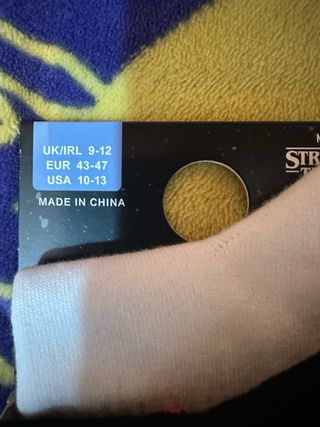 UK/IRL 9-12
EUR 43-47
USA 10-13
MADE IN CHINA